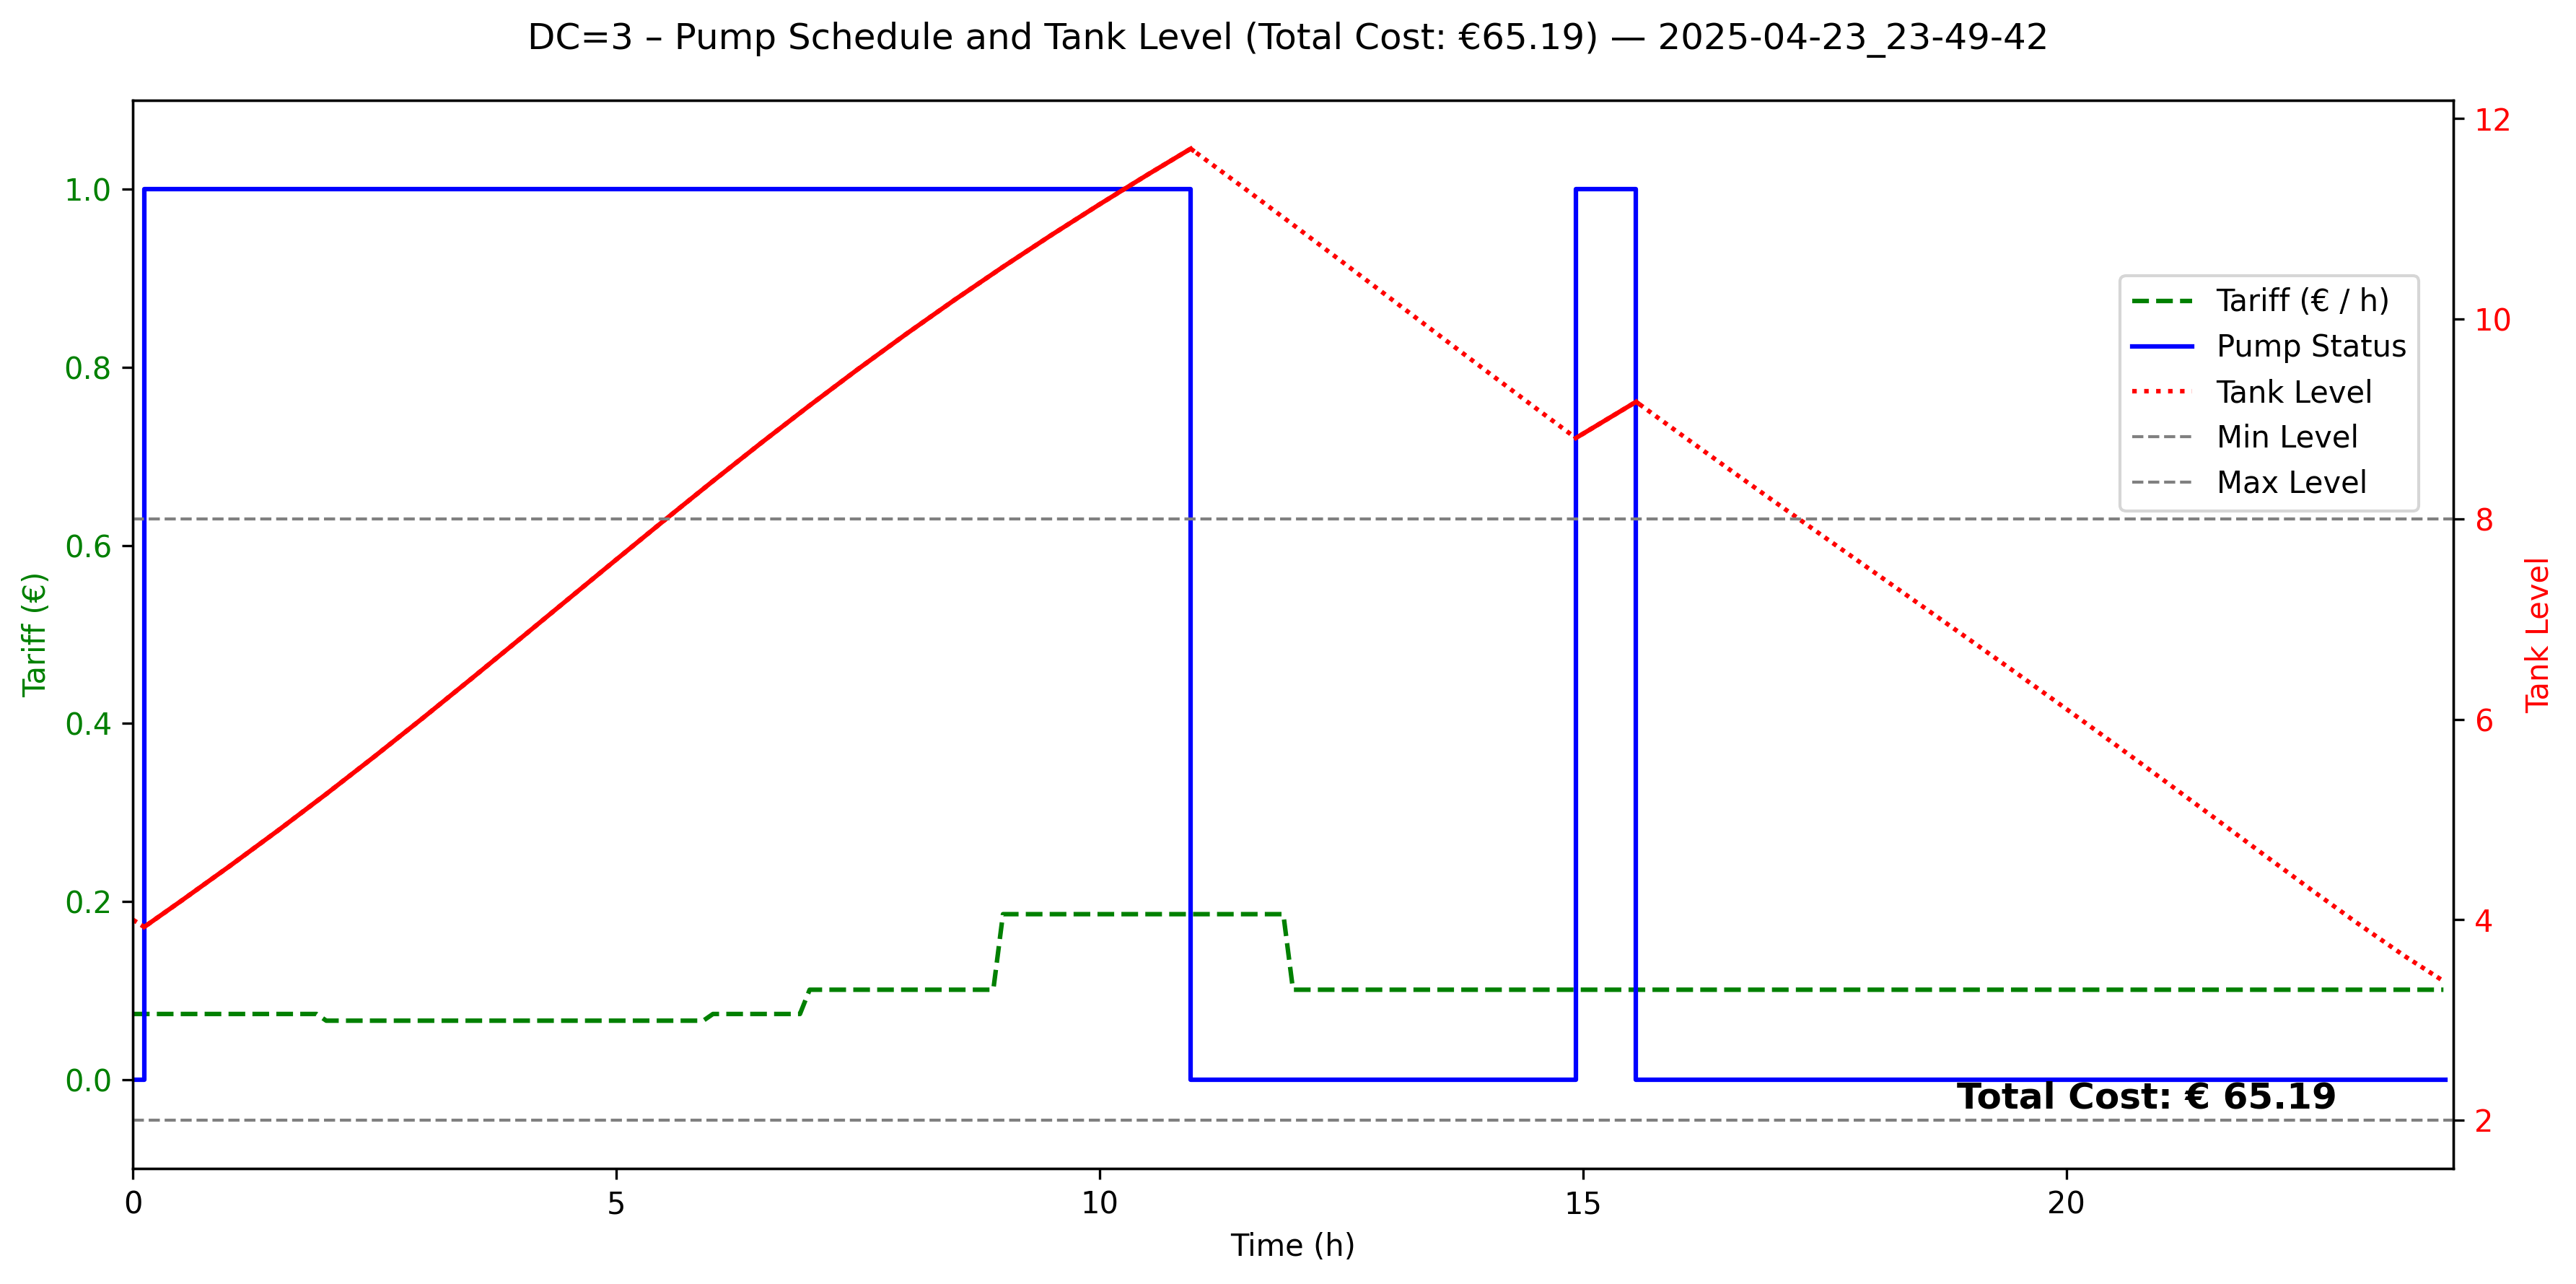 DC=3 – Pump Schedule and Tank Level (Total Cost: €65.19) — 2025-04-23_23-49-42
Tariff (€)
1.0
0.8
0.6
0.4
0.2
0.0
12
10
8
6
4
2
Tank Level
Tariff (€ / h)
Pump Status
Tank Level
Min Level
Max Level
Total Cost: € 65.19
0 5 10 15 20
Time (h)